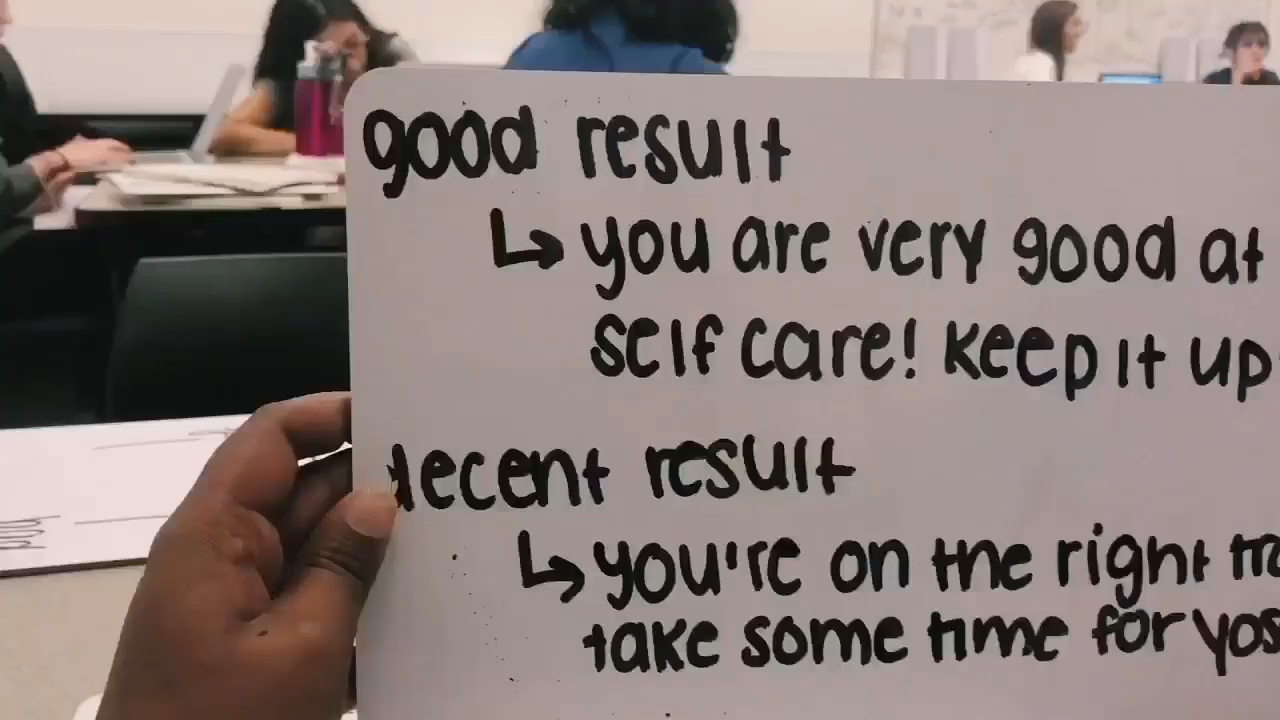 good result
↳ you are very good at
self care! Keep it up
decent result
↳ you're on the right
take some time for